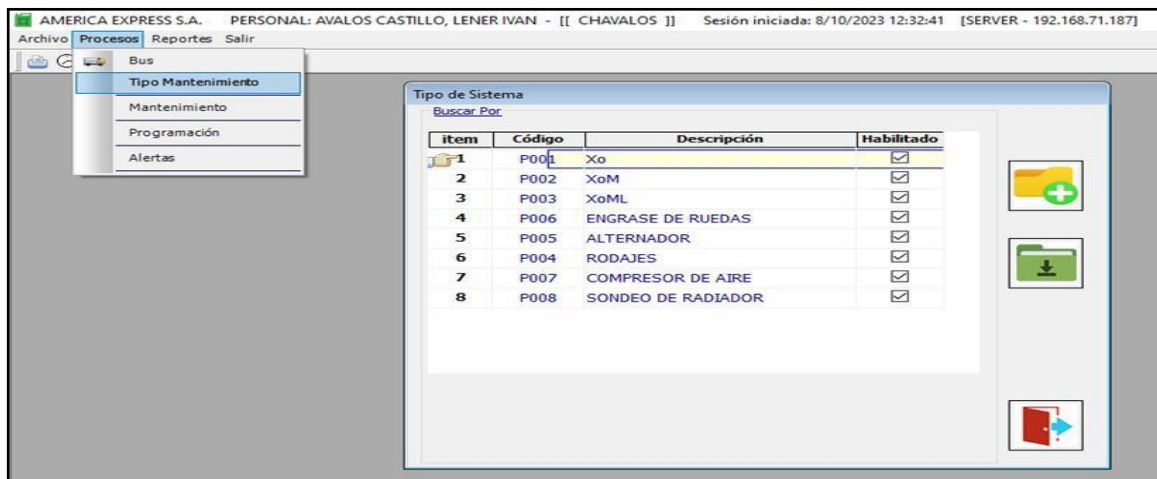 AMERICA EXPRESS S.A. PERSONAL: AVALOS CASTILLO, LENER IVAN - [[ CHAVALOS ]] Sesión iniciada: 8/10/2023 12:32:41 [SERVER - 192.168.71.187]
Archivo Procesos Reportes Salir
Bus
Tipo Mantenimiento
Mantenimiento
Programación
Alertas
Tipo de Sistema
Buscar Por
item Código Descripción Habilitado
1 P001 Xo
2 P002 XoM
3 P003 XoML
4 P006 ENGRASE DE RUEDAS
5 P005 ALTERNADOR
6 P004 RODAJES
7 P007 COMPRESOR DE AIRE
8 P008 SONDEO DE RADIADOR